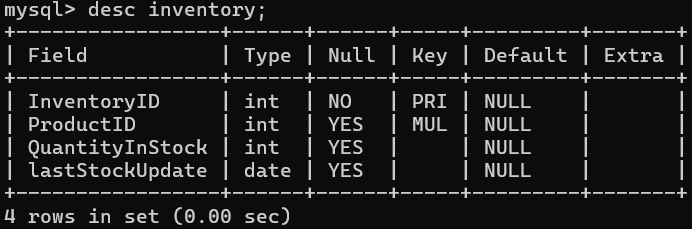 mysql> desc inventory;
+-----------------+------+------+-----+---------+-------+
| Field           | Type | Null | Key | Default | Extra |
+-----------------+------+------+-----+---------+-------+
| InventoryID     | int  | NO   | PRI | NULL    |       |
| ProductID       | int  | YES  | MUL | NULL    |       |
| QuantityInStock | int  | YES  |     | NULL    |       |
| lastStockUpdate | date | YES  |     | NULL    |       |
+-----------------+------+------+-----+---------+-------+
4 rows in set (0.00 sec)